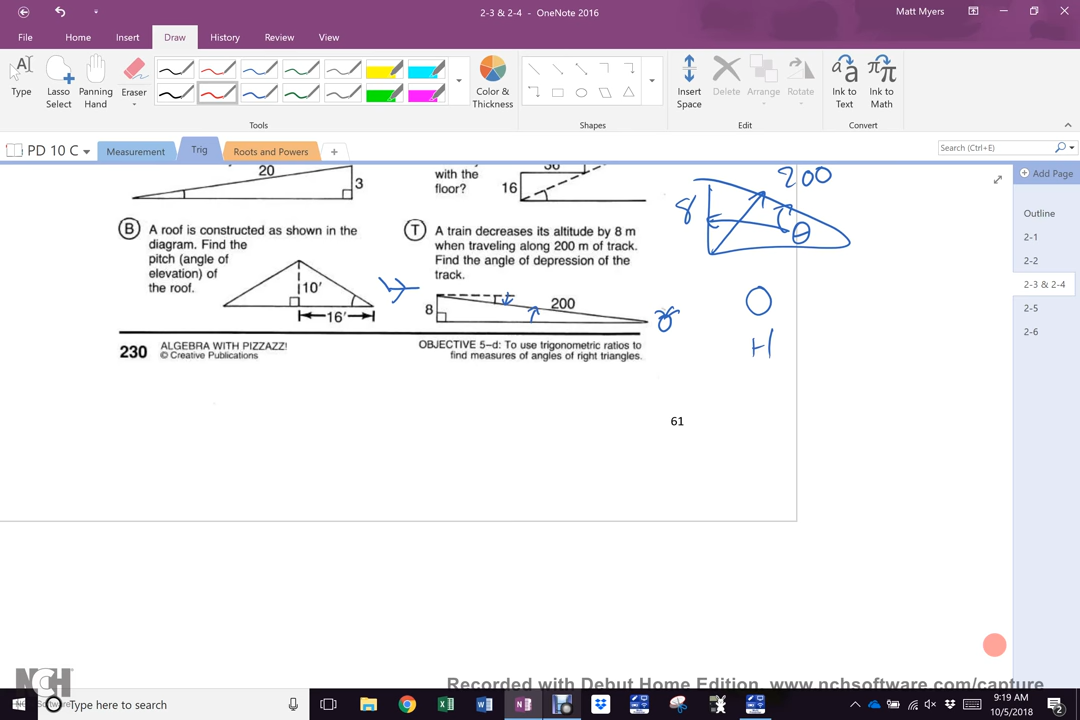 2-3 & 2-4 - OneNote 2016
Matt Myers
File
Home
Insert
Draw
History
Review
View
Type
Lasso Select
Panning Hand
Eraser
Color & Thickness
Insert Space
Delete
Arrange
Rotate
Ink to Text
Ink to Math
Tools
Shapes
Edit
Convert
PD 10 C
Measurement
Trig
Roots and Powers
Search (Ctrl+E)
Add Page
Outline
2-1
2-2
2-3 & 2-4
2-5
2-6
20
3
with the
floor?
16
200
8
θ
O
H
B A roof is constructed as shown in the
diagram. Find the
pitch (angle of
elevation) of
the roof.
10'
16'
T A train decreases its altitude by 8 m
when traveling along 200 m of track.
Find the angle of depression of the
track.
8
200
230 ALGEBRA WITH PIZZAZZ!
© Creative Publications
OBJECTIVE 5–d: To use trigonometric ratios to
find measures of angles of right triangles.
61
NCH
Recorded with Debut Home Edition www.nchsoftware.com/capture
Type here to search
9:19 AM
10/5/2018
2